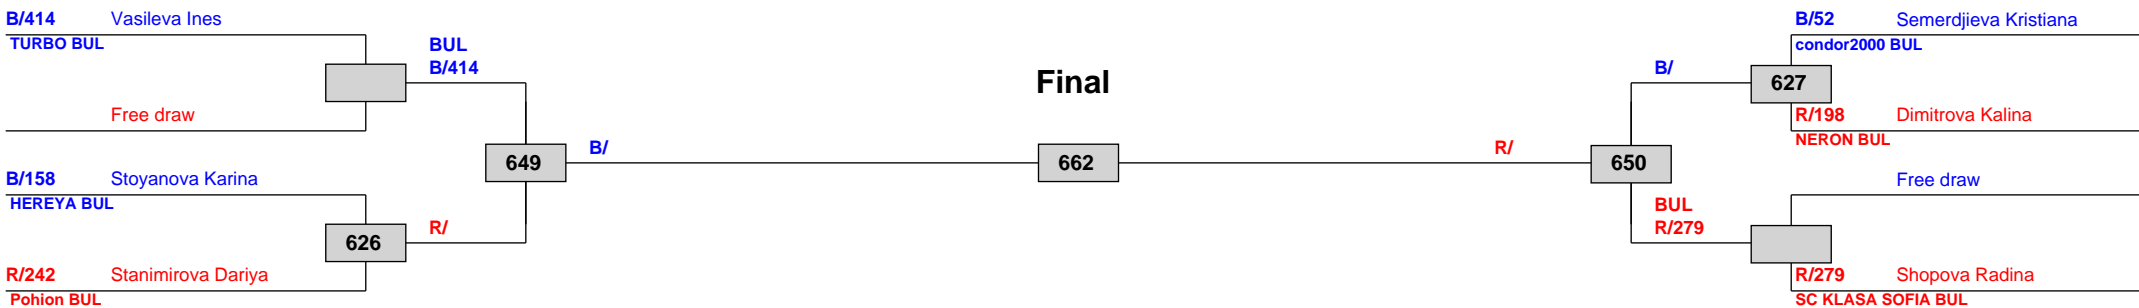 B/414 Vasileva Ines
TURBO BUL
BUL
B/414
Free draw
649
B/
B/158 Stoyanova Karina
HEREYA BUL
626
R/
R/242 Stanimirova Dariya
Pohion BUL
Final
662
B/52 Semerdjieva Kristiana
condor2000 BUL
B/
627
R/198 Dimitrova Kalina
NERON BUL
R/
650
Free draw
BUL
R/279
R/279 Shopova Radina
SC KLASA SOFIA BUL